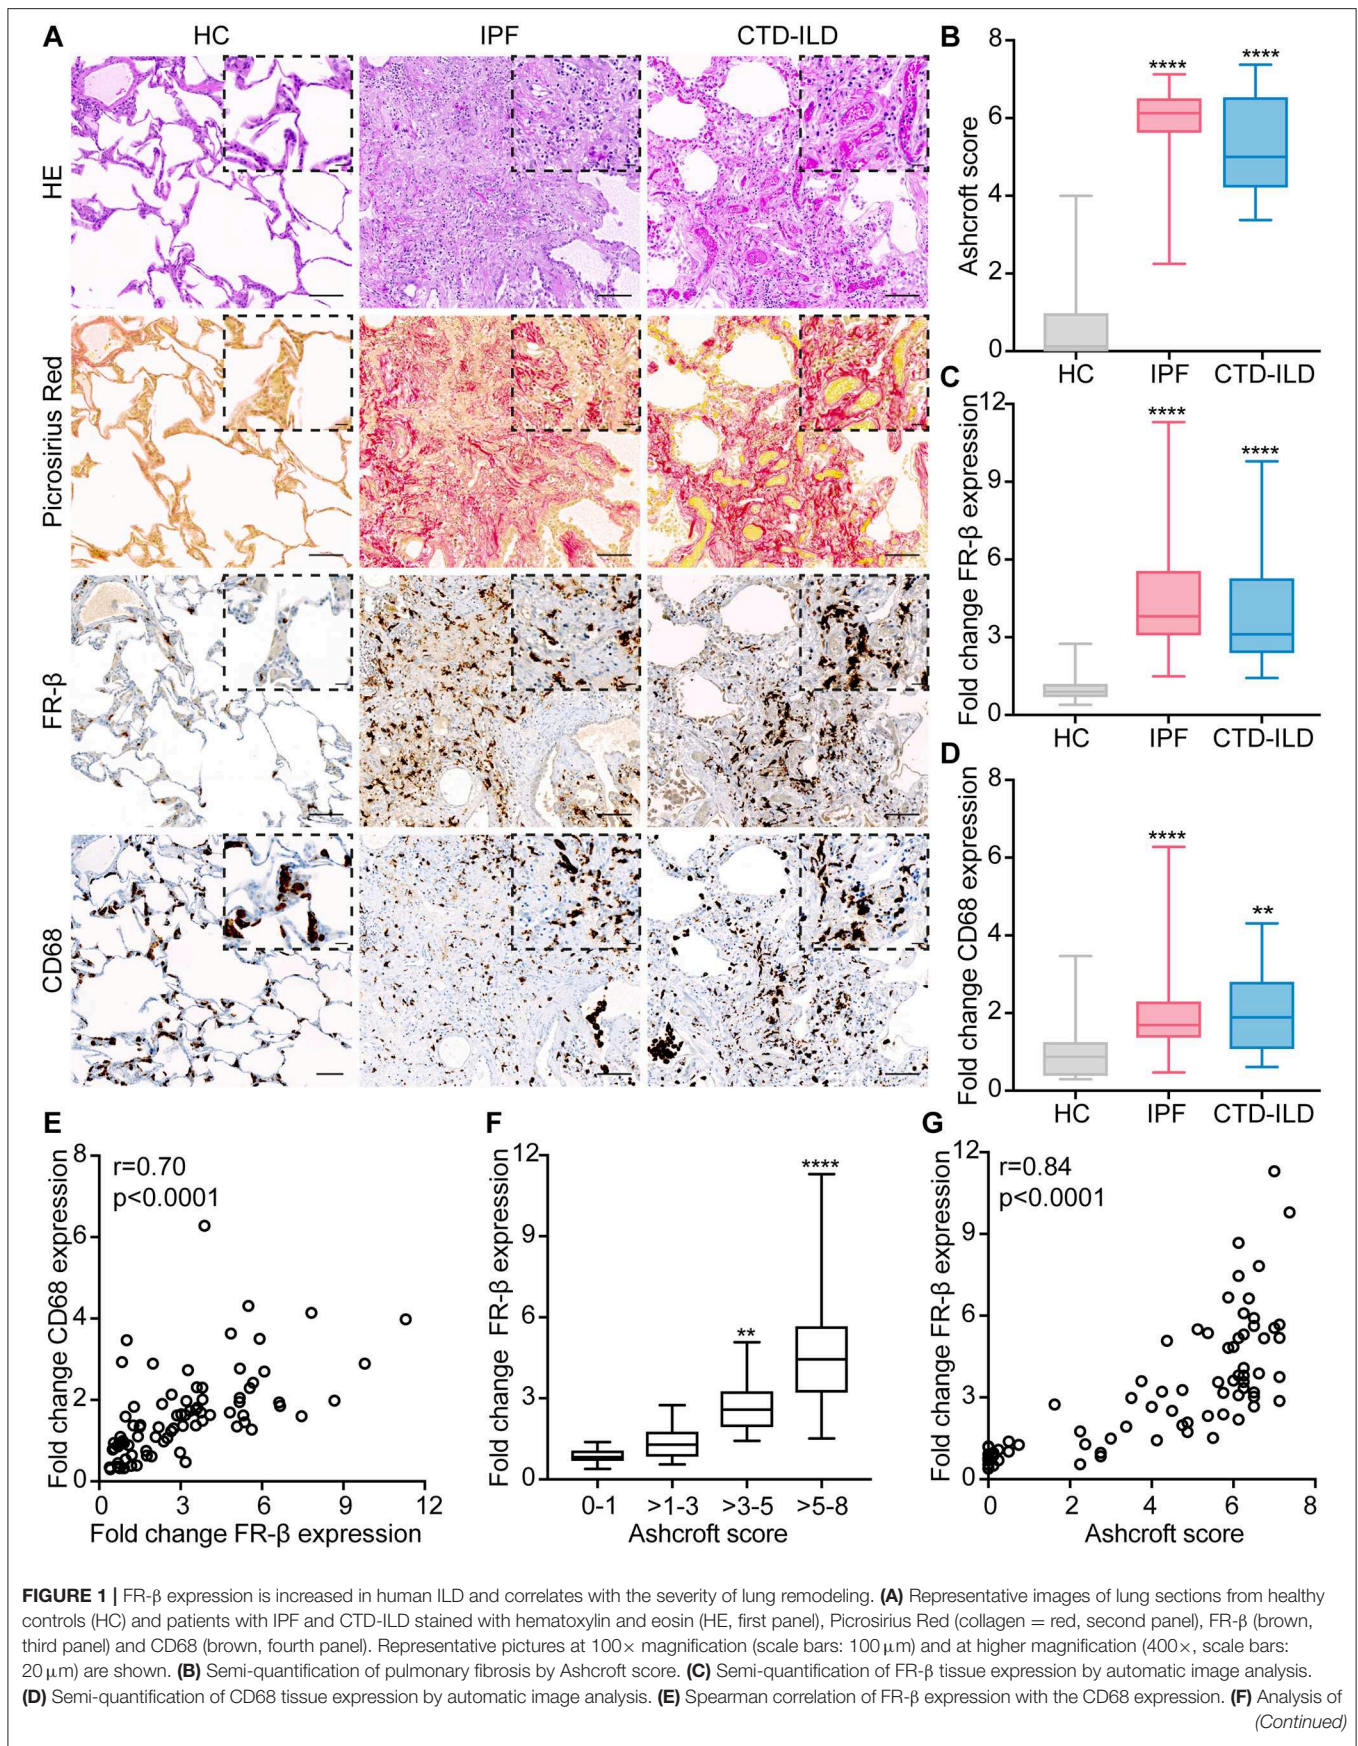 A
HC
IPF
CTD-ILD
HE
Picrosirius Red
FR-β
CD68
B
Ashcroft score
8
6
4
2
0
****
****
HC
IPF
CTD-ILD
C
Fold change FR-β expression
12
9
6
3
0
****
****
HC
IPF
CTD-ILD
D
Fold change CD68 expression
8
6
4
2
0
****
**
HC
IPF
CTD-ILD
E
Fold change CD68 expression
8
6
4
2
0
r=0.70
p<0.0001
0
3
6
9
12
Fold change FR-β expression
F
Fold change FR-β expression
12
9
6
3
0
**
****
0-1
>1-3
>3-5
>5-8
Ashcroft score
G
Fold change FR-β expression
12
9
6
3
0
r=0.84
p<0.0001
0
2
4
6
8
Ashcroft score
FIGURE 1 | FR-β expression is increased in human ILD and correlates with the severity of lung remodeling. (A) Representative images of lung sections from healthy
controls (HC) and patients with IPF and CTD-ILD stained with hematoxylin and eosin (HE, first panel), Picrosirius Red (collagen = red, second panel), FR-β (brown,
third panel) and CD68 (brown, fourth panel). Representative pictures at 100× magnification (scale bars: 100 μm) and at higher magnification (400×, scale bars:
20 μm) are shown. (B) Semi-quantification of pulmonary fibrosis by Ashcroft score. (C) Semi-quantification of FR-β tissue expression by automatic image analysis.
(D) Semi-quantification of CD68 tissue expression by automatic image analysis. (E) Spearman correlation of FR-β expression with the CD68 expression. (F) Analysis of
(Continued)